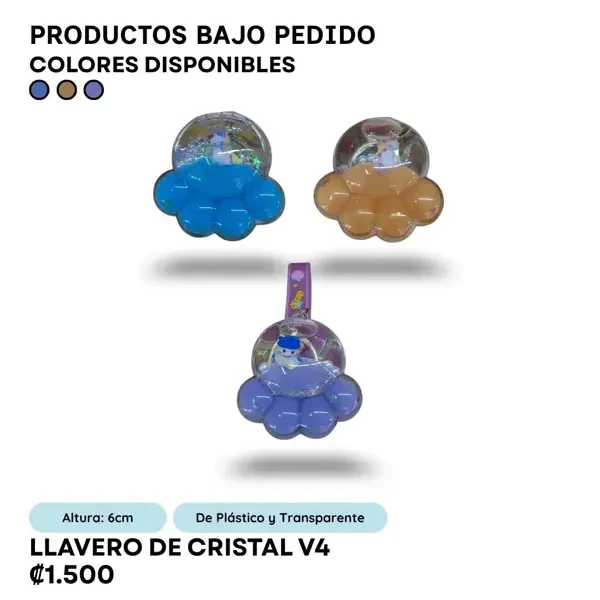 PRODUCTOS BAJO PEDIDO
COLORES DISPONIBLES
Altura: 6cm
De Plástico y Transparente
LLAVERO DE CRISTAL V4
₡1.500